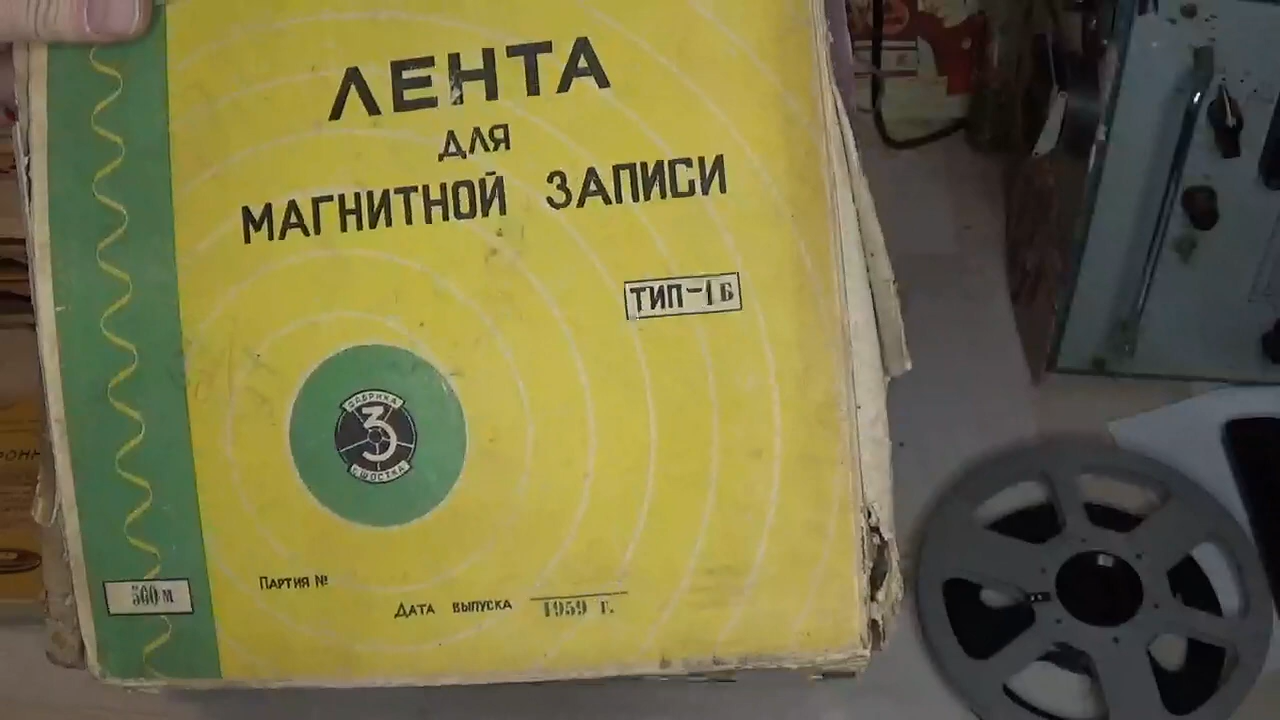 ЛЕНТА
ДЛЯ
МАГНИТНОЙ ЗАПИСИ
ТИП-1Б
ФАБРИКА
3
Г. ШОСТКА
500 М
ПАРТИЯ №
ДАТА ВЫПУСКА 1959 Г.